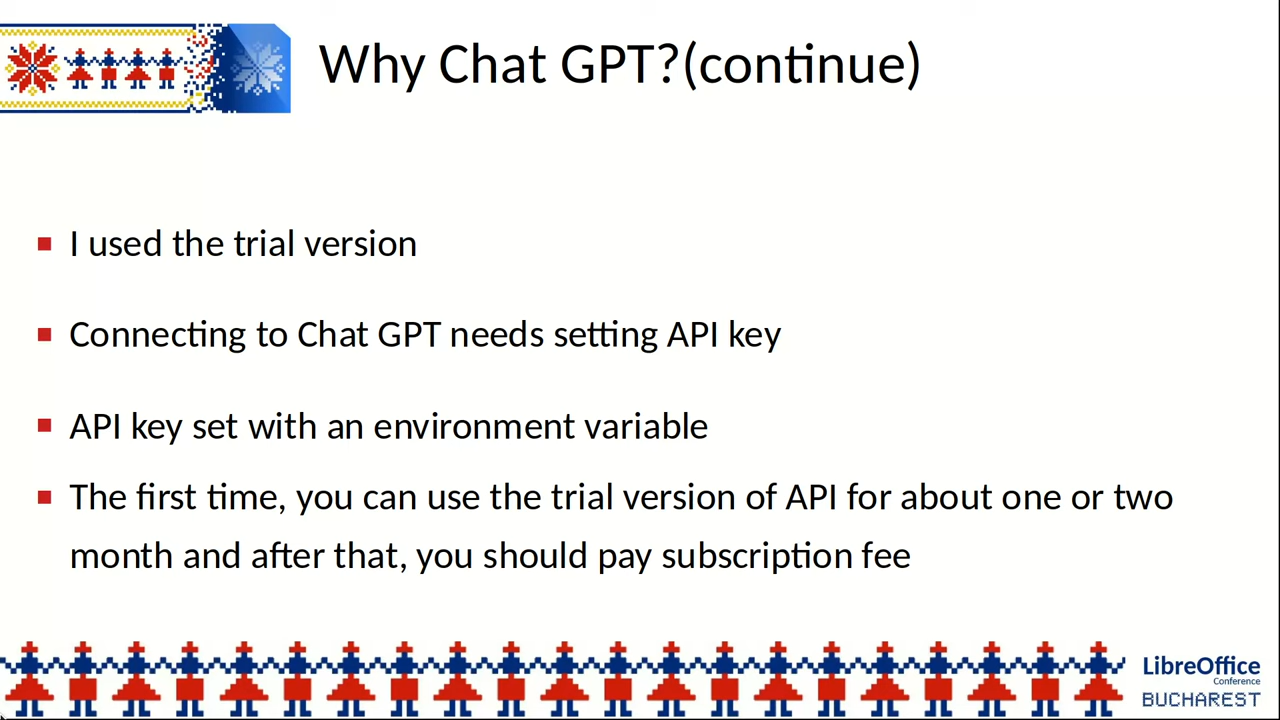 Why Chat GPT?(continue)
I used the trial version
Connecting to Chat GPT needs setting API key
API key set with an environment variable
The first time, you can use the trial version of API for about one or two
month and after that, you should pay subscription fee
LibreOffice
Conference
BUCHAREST